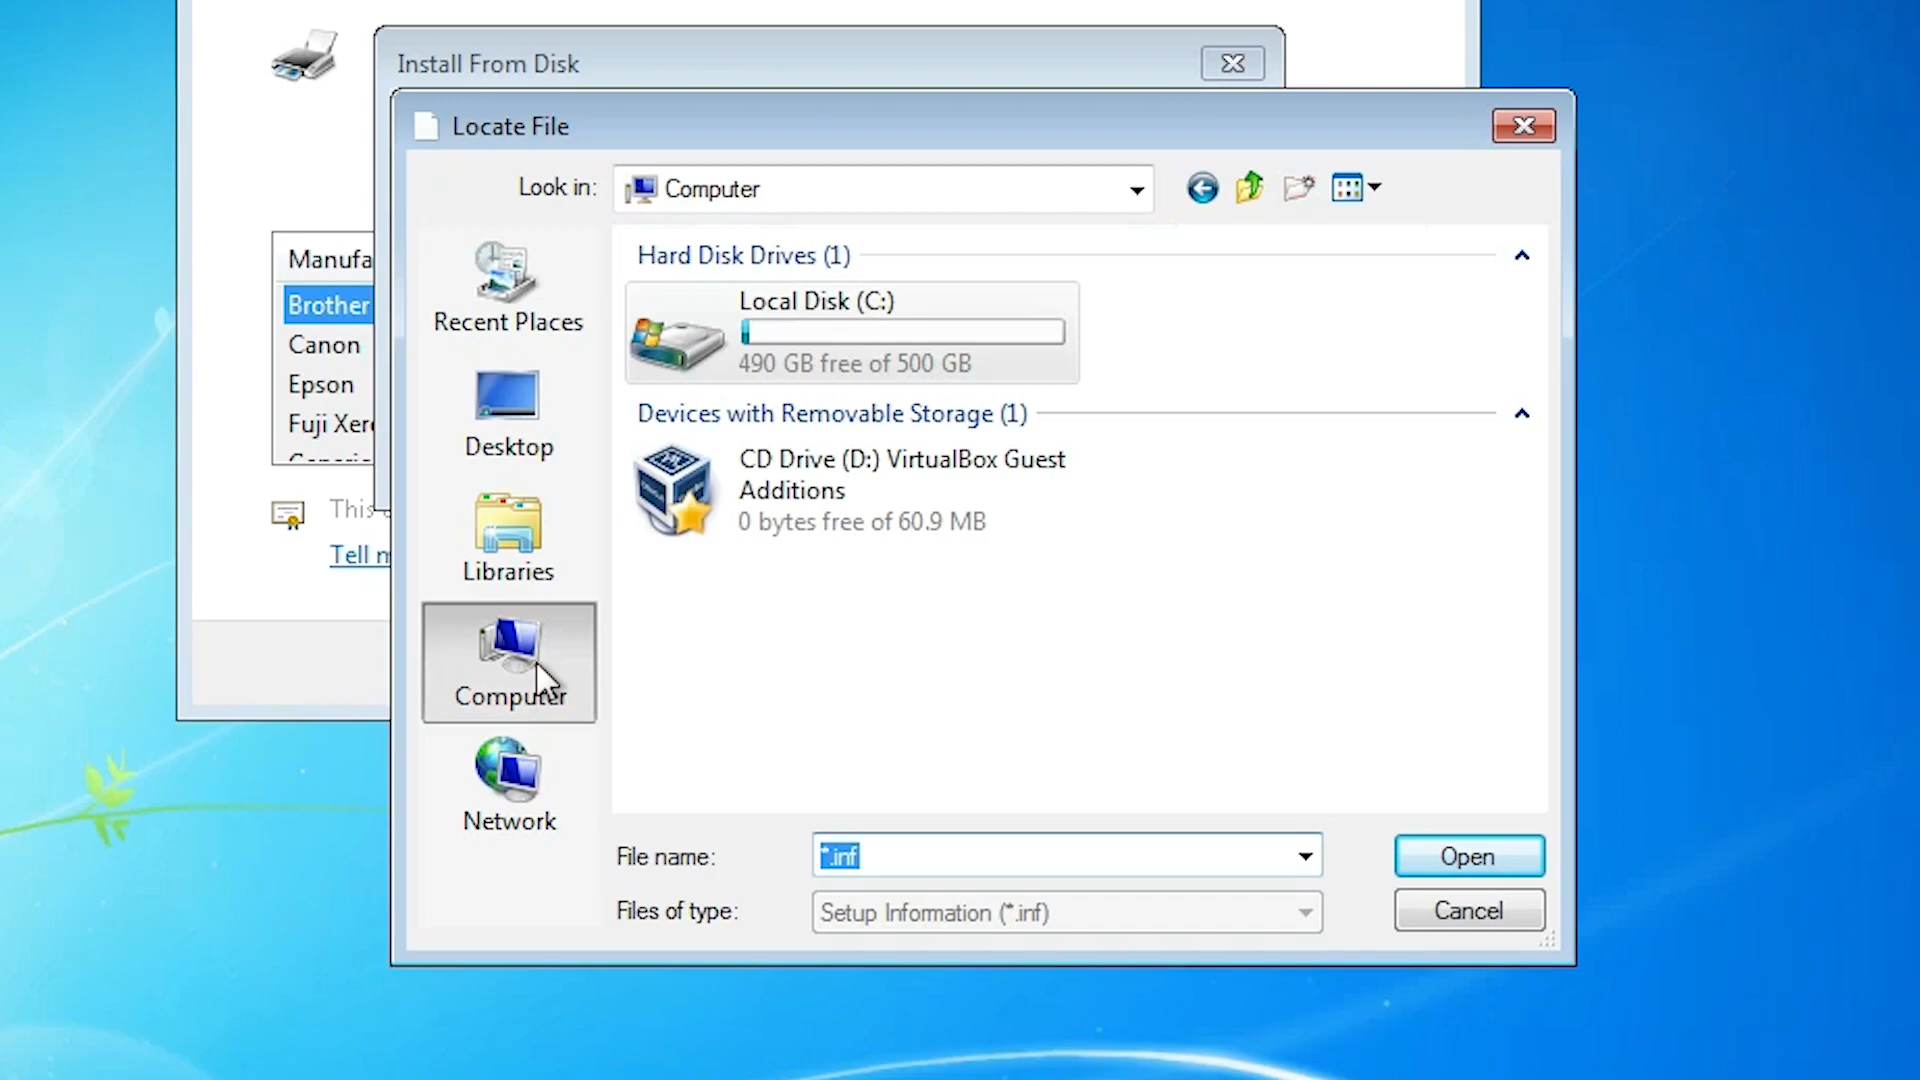 Install From Disk
Locate File
Look in:
Computer
Manufa
Brother
Canon
Epson
Fuji Xer
This
Tell
Recent Places
Desktop
Libraries
Computer
Network
Hard Disk Drives (1)
Local Disk (C:)
490 GB free of 500 GB
Devices with Removable Storage (1)
CD Drive (D:) VirtualBox Guest
Additions
0 bytes free of 60.9 MB
File name:
*.inf
Open
Files of type:
Setup Information (*.inf)
Cancel